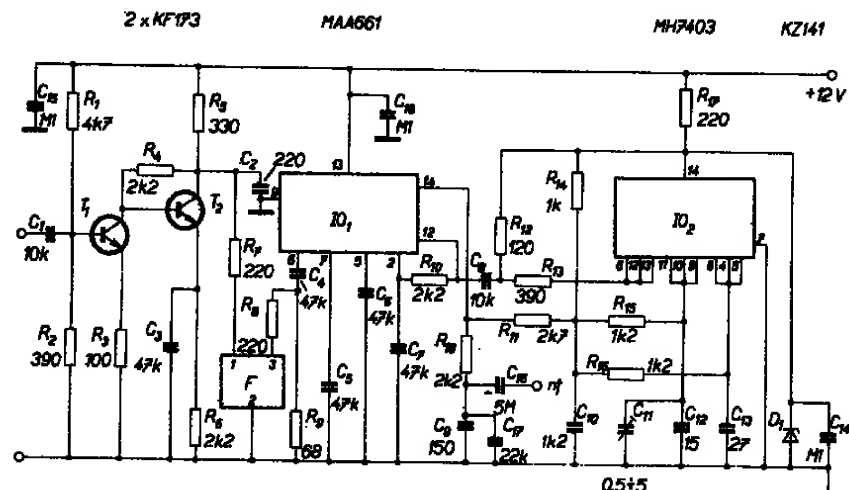 2 x KF173 MAA661 MH7403 KZ141
+12 V
C15 M1
R1 4k7
R5 330
C16 M1
R17 220
R4 2k2
C2 220
13
14
T1
T2
IO1
14
12
R12 120
R14 1k
IO2
2
C1 10k
R7 220
6 7 5 2
C4 47k
R10 2k2
10k
R13 390
11
R2 390
R3 100
C3 47k
R8 220
C6 47k
R11 2k7
R15 1k2
1 3
F
2
C5 47k
C7 47k
2k2
1k2
5M
nf
R6 2k2
R9 68
C9 150
C17 22k
C10 1k2
C11
C12 15
C13 27
D1
C14 M1
0,5÷5